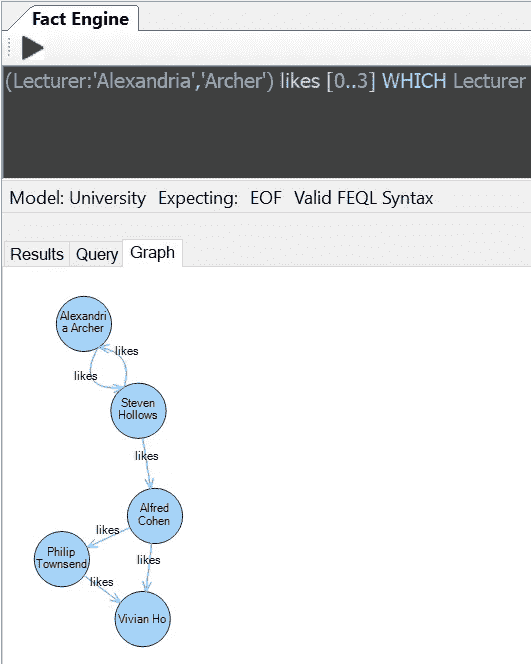 Fact Engine
(Lecturer:'Alexandria','Archer') likes [0..3] WHICH Lecturer
Model: University Expecting: EOF Valid FEQL Syntax
Results Query Graph
Alexandri
a Archer
likes
likes
Steven
Hollows
likes
Alfred
Cohen
likes
Philip
Townsend
likes
likes
Vivian Ho